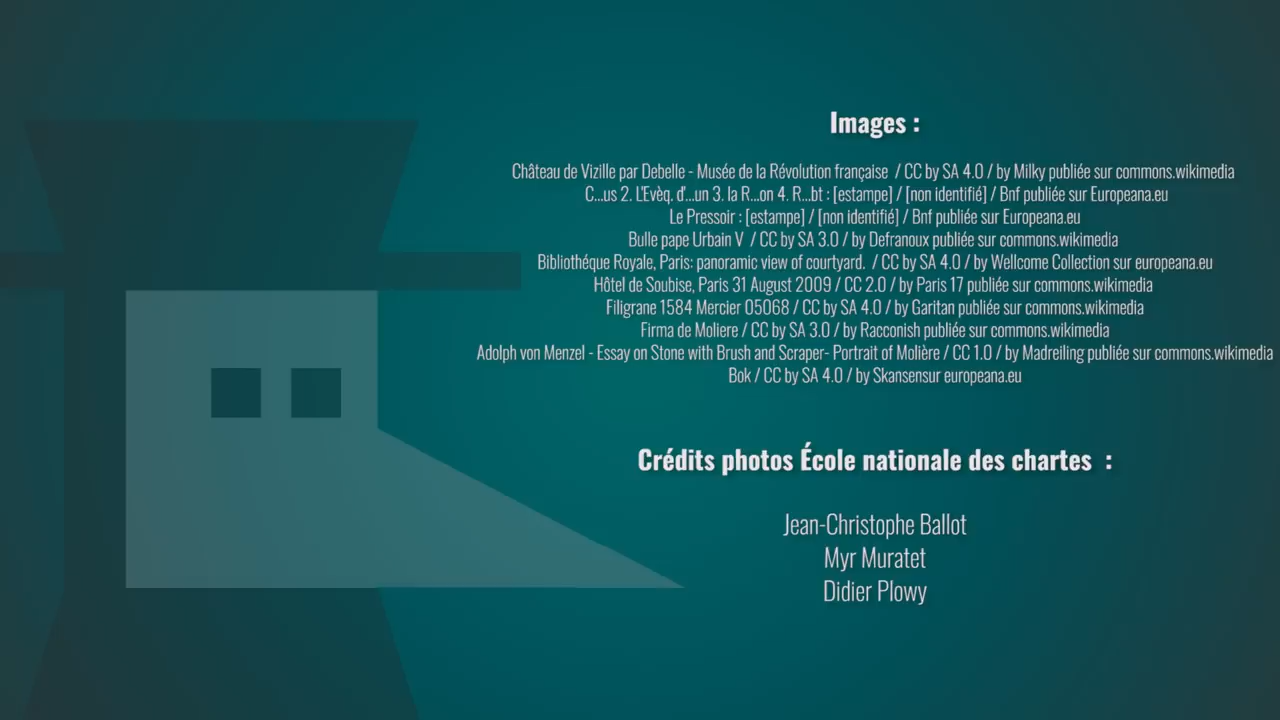 Images :
Château de Vizille par Debelle - Musée de la Révolution française / CC by SA 4.0 / by Milky publiée sur commons.wikimedia
C...us 2. L'Evèq. d'...un 3. la R...on 4. R...bt : [estampe] / [non identifié] / Bnf publiée sur Europeana.eu
Le Pressoir : [estampe] / [non identifié] / Bnf publiée sur Europeana.eu
Bulle pape Urbain V / CC by SA 3.0 / by Defranoux publiée sur commons.wikimedia
Bibliothéque Royale, Paris: panoramic view of courtyard. / CC by SA 4.0 / by Wellcome Collection sur europeana.eu
Hôtel de Soubise, Paris 31 August 2009 / CC 2.0 / by Paris 17 publiée sur commons.wikimedia
Filigrane 1584 Mercier 05068 / CC by SA 4.0 / by Garitan publiée sur commons.wikimedia
Firma de Moliere / CC by SA 3.0 / by Racconish publiée sur commons.wikimedia
Adolph von Menzel - Essay on Stone with Brush and Scraper- Portrait of Molière / CC 1.0 / by Madreiling publiée sur commons.wikimedia
Bok / CC by SA 4.0 / by Skansensur europeana.eu
Crédits photos École nationale des chartes :
Jean-Christophe Ballot
Myr Muratet
Didier Plowy